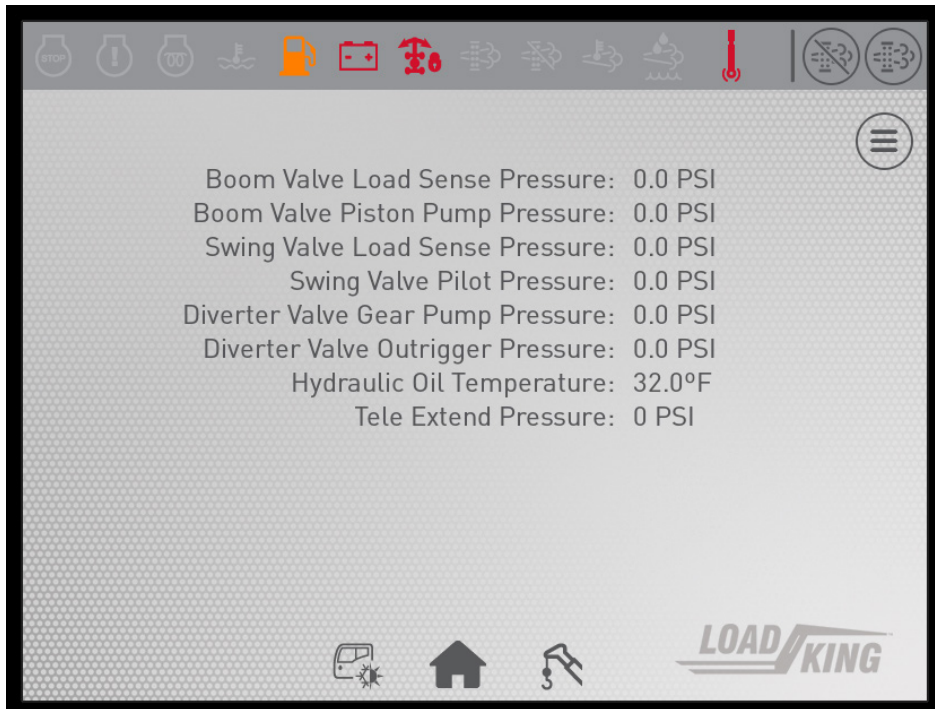 STOP
Boom Valve Load Sense Pressure: 0.0 PSI
Boom Valve Piston Pump Pressure: 0.0 PSI
Swing Valve Load Sense Pressure: 0.0 PSI
Swing Valve Pilot Pressure: 0.0 PSI
Diverter Valve Gear Pump Pressure: 0.0 PSI
Diverter Valve Outrigger Pressure: 0.0 PSI
Hydraulic Oil Temperature: 32.0ºF
Tele Extend Pressure: 0 PSI
LOAD KING